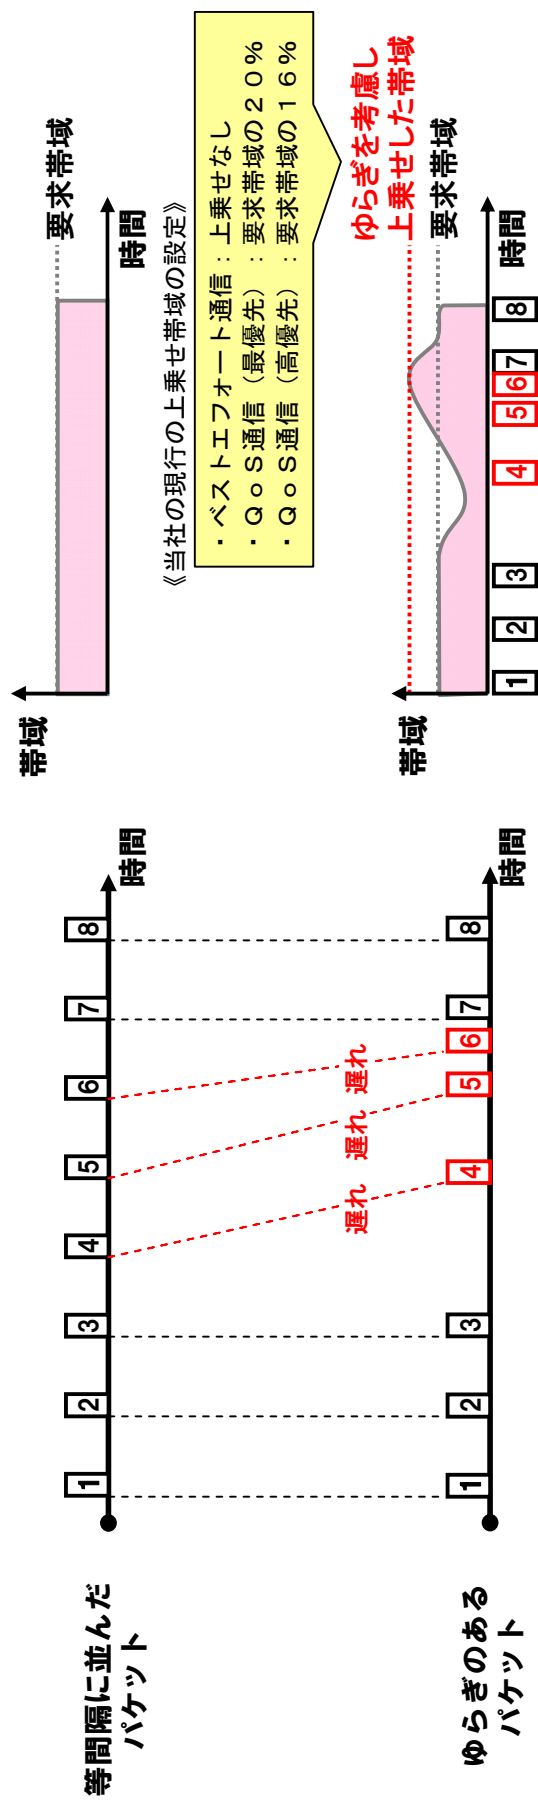 等間隔に並んだ
パケット
1 2 3 4 5 6 7 8
時間
遅れ 遅れ 遅れ
ゆらぎのある
パケット
1 2 3 4 5 6 7 8
時間
帯域
要求帯域
時間
《当社の現行の上乗せ帯域の設定》
・ベストエフォート通信：上乗せなし
・ＱｏＳ通信（最優先）：要求帯域の２０％
・ＱｏＳ通信（高優先）：要求帯域の１６％
ゆらぎを考慮し
上乗せした帯域
帯域
要求帯域
時間
1 2 3 4 5 6 7 8